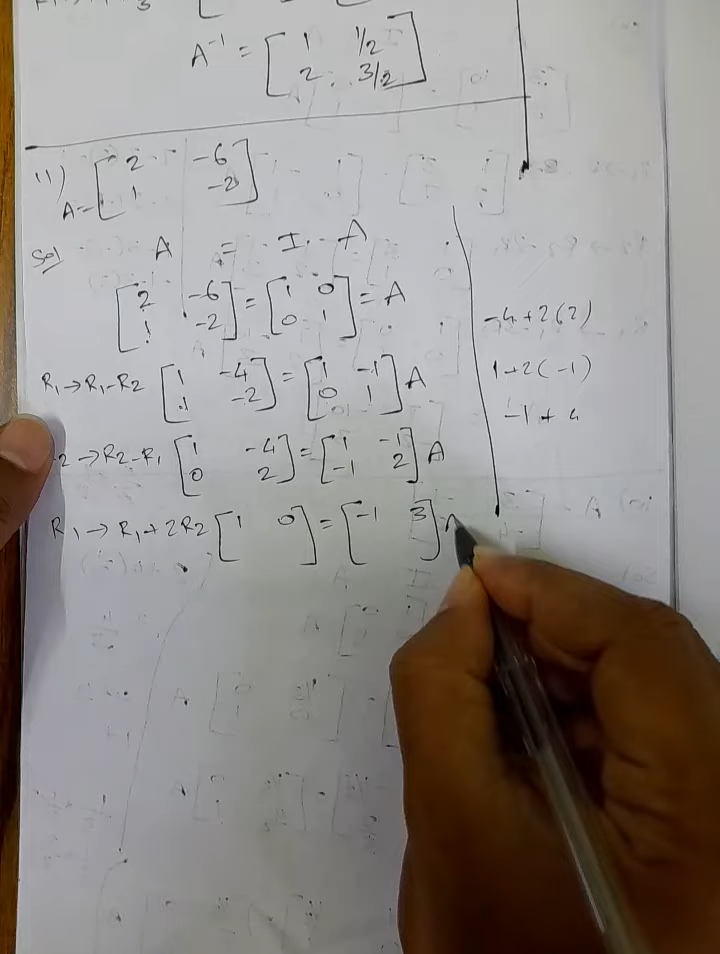 A⁻¹ = [ 1 1/2
2 3/2 ]
11) A = [ 2 -6
1 -2 ]
Sol A = I · A
[ 2 -6
1 -2 ] = [ 1 0
0 1 ] = A
R₁→R₁-R₂ [ 1 -4
1 -2 ] = [ 1 -1
0 1 ] A
2→R₂-R₁ [ 1 -4
0 2 ] = [ 1 -1
-1 2 ] A
R₁→R₁+2R₂ [ 1 0 ] = [ -1 3 ]
-4+2(2)
1+2(-1)
-1+4